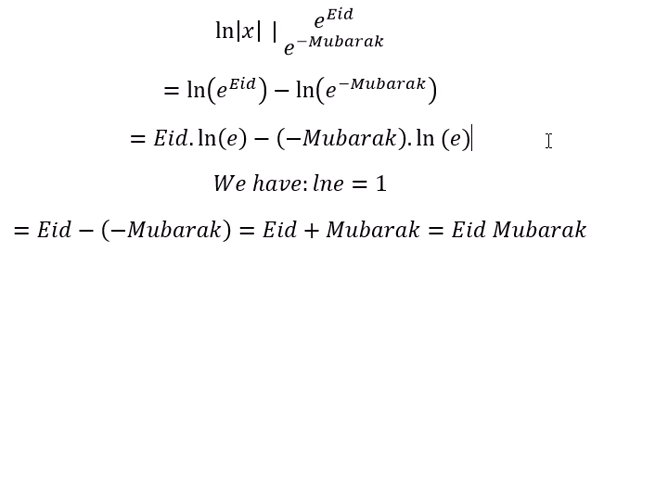 ln|x| | e^{Eid} e^{−Mubarak}
= ln(e^{Eid}) − ln(e^{−Mubarak})
= Eid. ln(e) − (−Mubarak). ln (e)
We have: lne = 1
= Eid − (−Mubarak) = Eid + Mubarak = Eid Mubarak